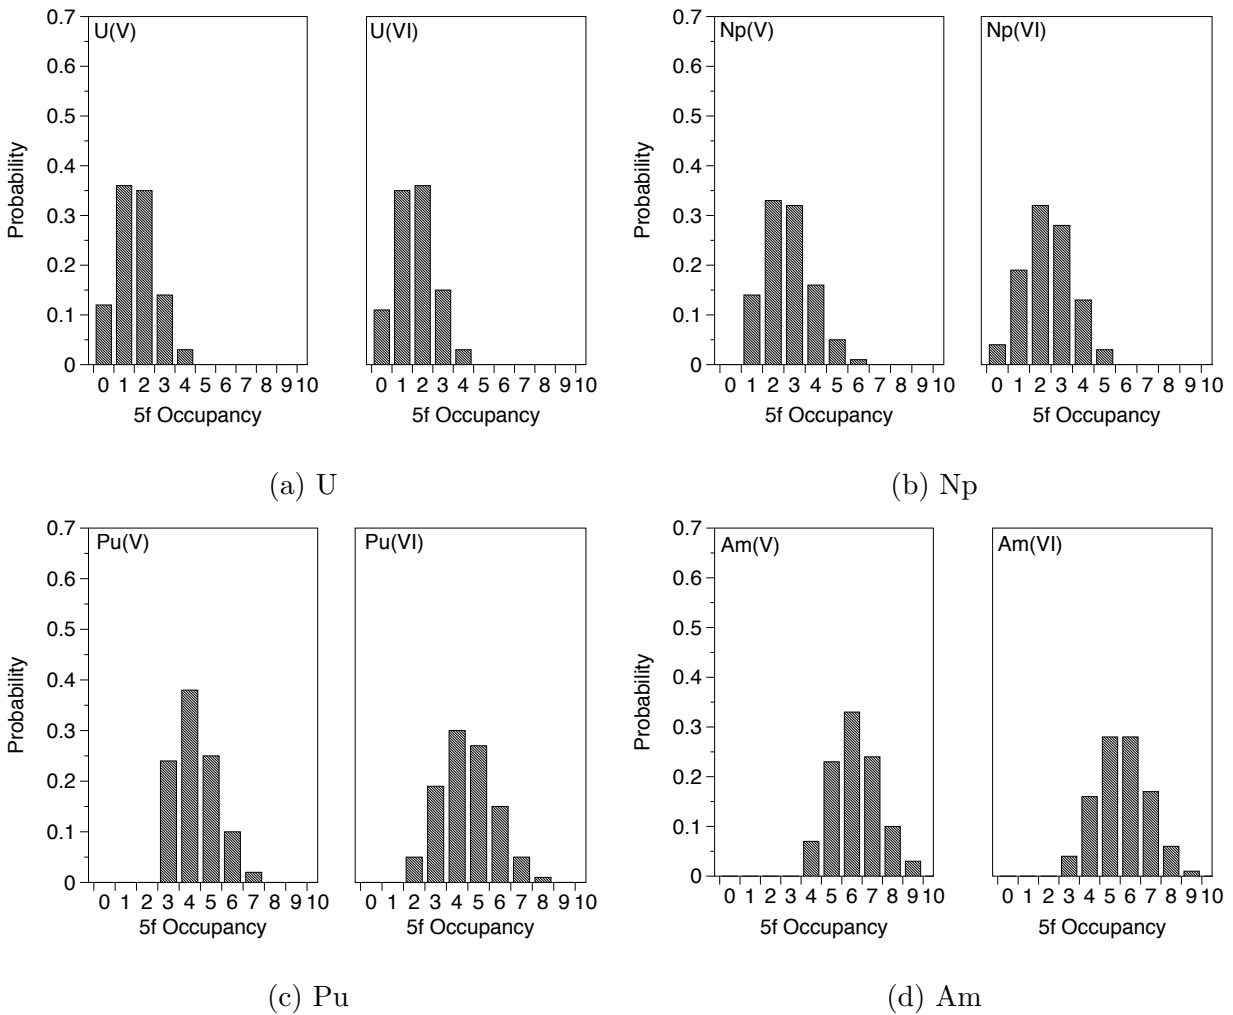 U(V)
U(VI)
0.7
0.6
0.5
0.4
0.3
0.2
0.1
0
Probability
0 1 2 3 4 5 6 7 8 9 10
0 1 2 3 4 5 6 7 8 9 10
5f Occupancy
5f Occupancy
(a) U
Np(V)
Np(VI)
0.7
0.6
0.5
0.4
0.3
0.2
0.1
0
Probability
0 1 2 3 4 5 6 7 8 9 10
0 1 2 3 4 5 6 7 8 9 10
5f Occupancy
5f Occupancy
(b) Np
Pu(V)
Pu(VI)
0.7
0.6
0.5
0.4
0.3
0.2
0.1
0
Probability
0 1 2 3 4 5 6 7 8 9 10
0 1 2 3 4 5 6 7 8 9 10
5f Occupancy
5f Occupancy
(c) Pu
Am(V)
Am(VI)
0.7
0.6
0.5
0.4
0.3
0.2
0.1
0
Probability
0 1 2 3 4 5 6 7 8 9 10
0 1 2 3 4 5 6 7 8 9 10
5f Occupancy
5f Occupancy
(d) Am